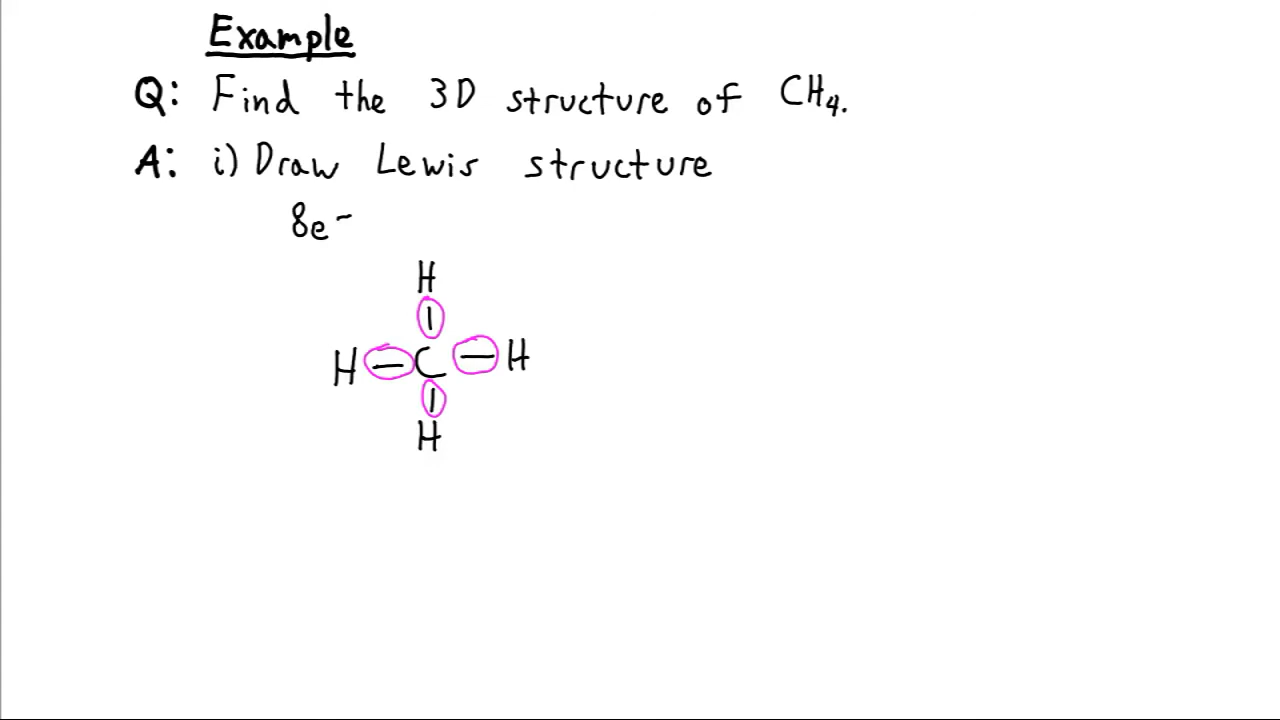 Example
Q: Find the 3D structure of CH₄.
A: i) Draw Lewis structure
8e⁻
H
H - C - H
H